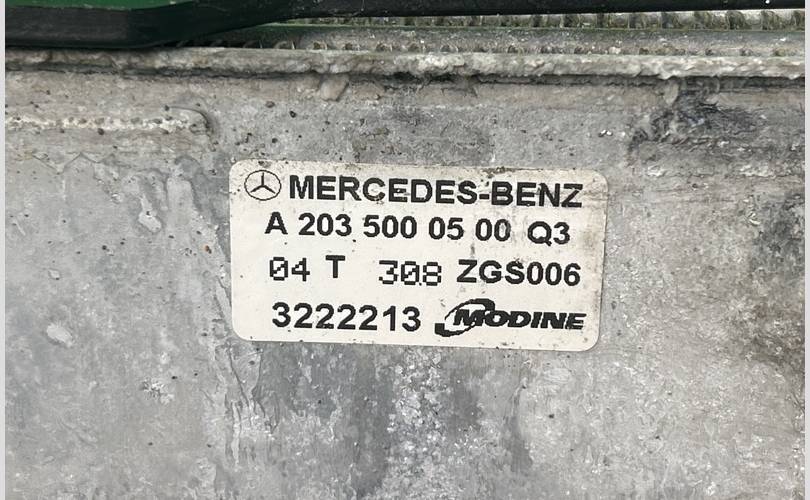 MERCEDES-BENZ
A 203 500 05 00 Q3
04 T 308 ZGS006
3222213 MODINE